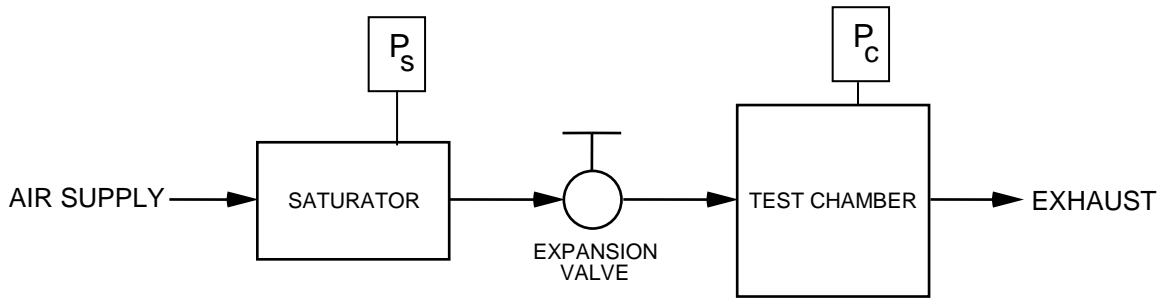 P
S
P
C
AIR SUPPLY
SATURATOR
EXPANSION
VALVE
TEST CHAMBER
EXHAUST